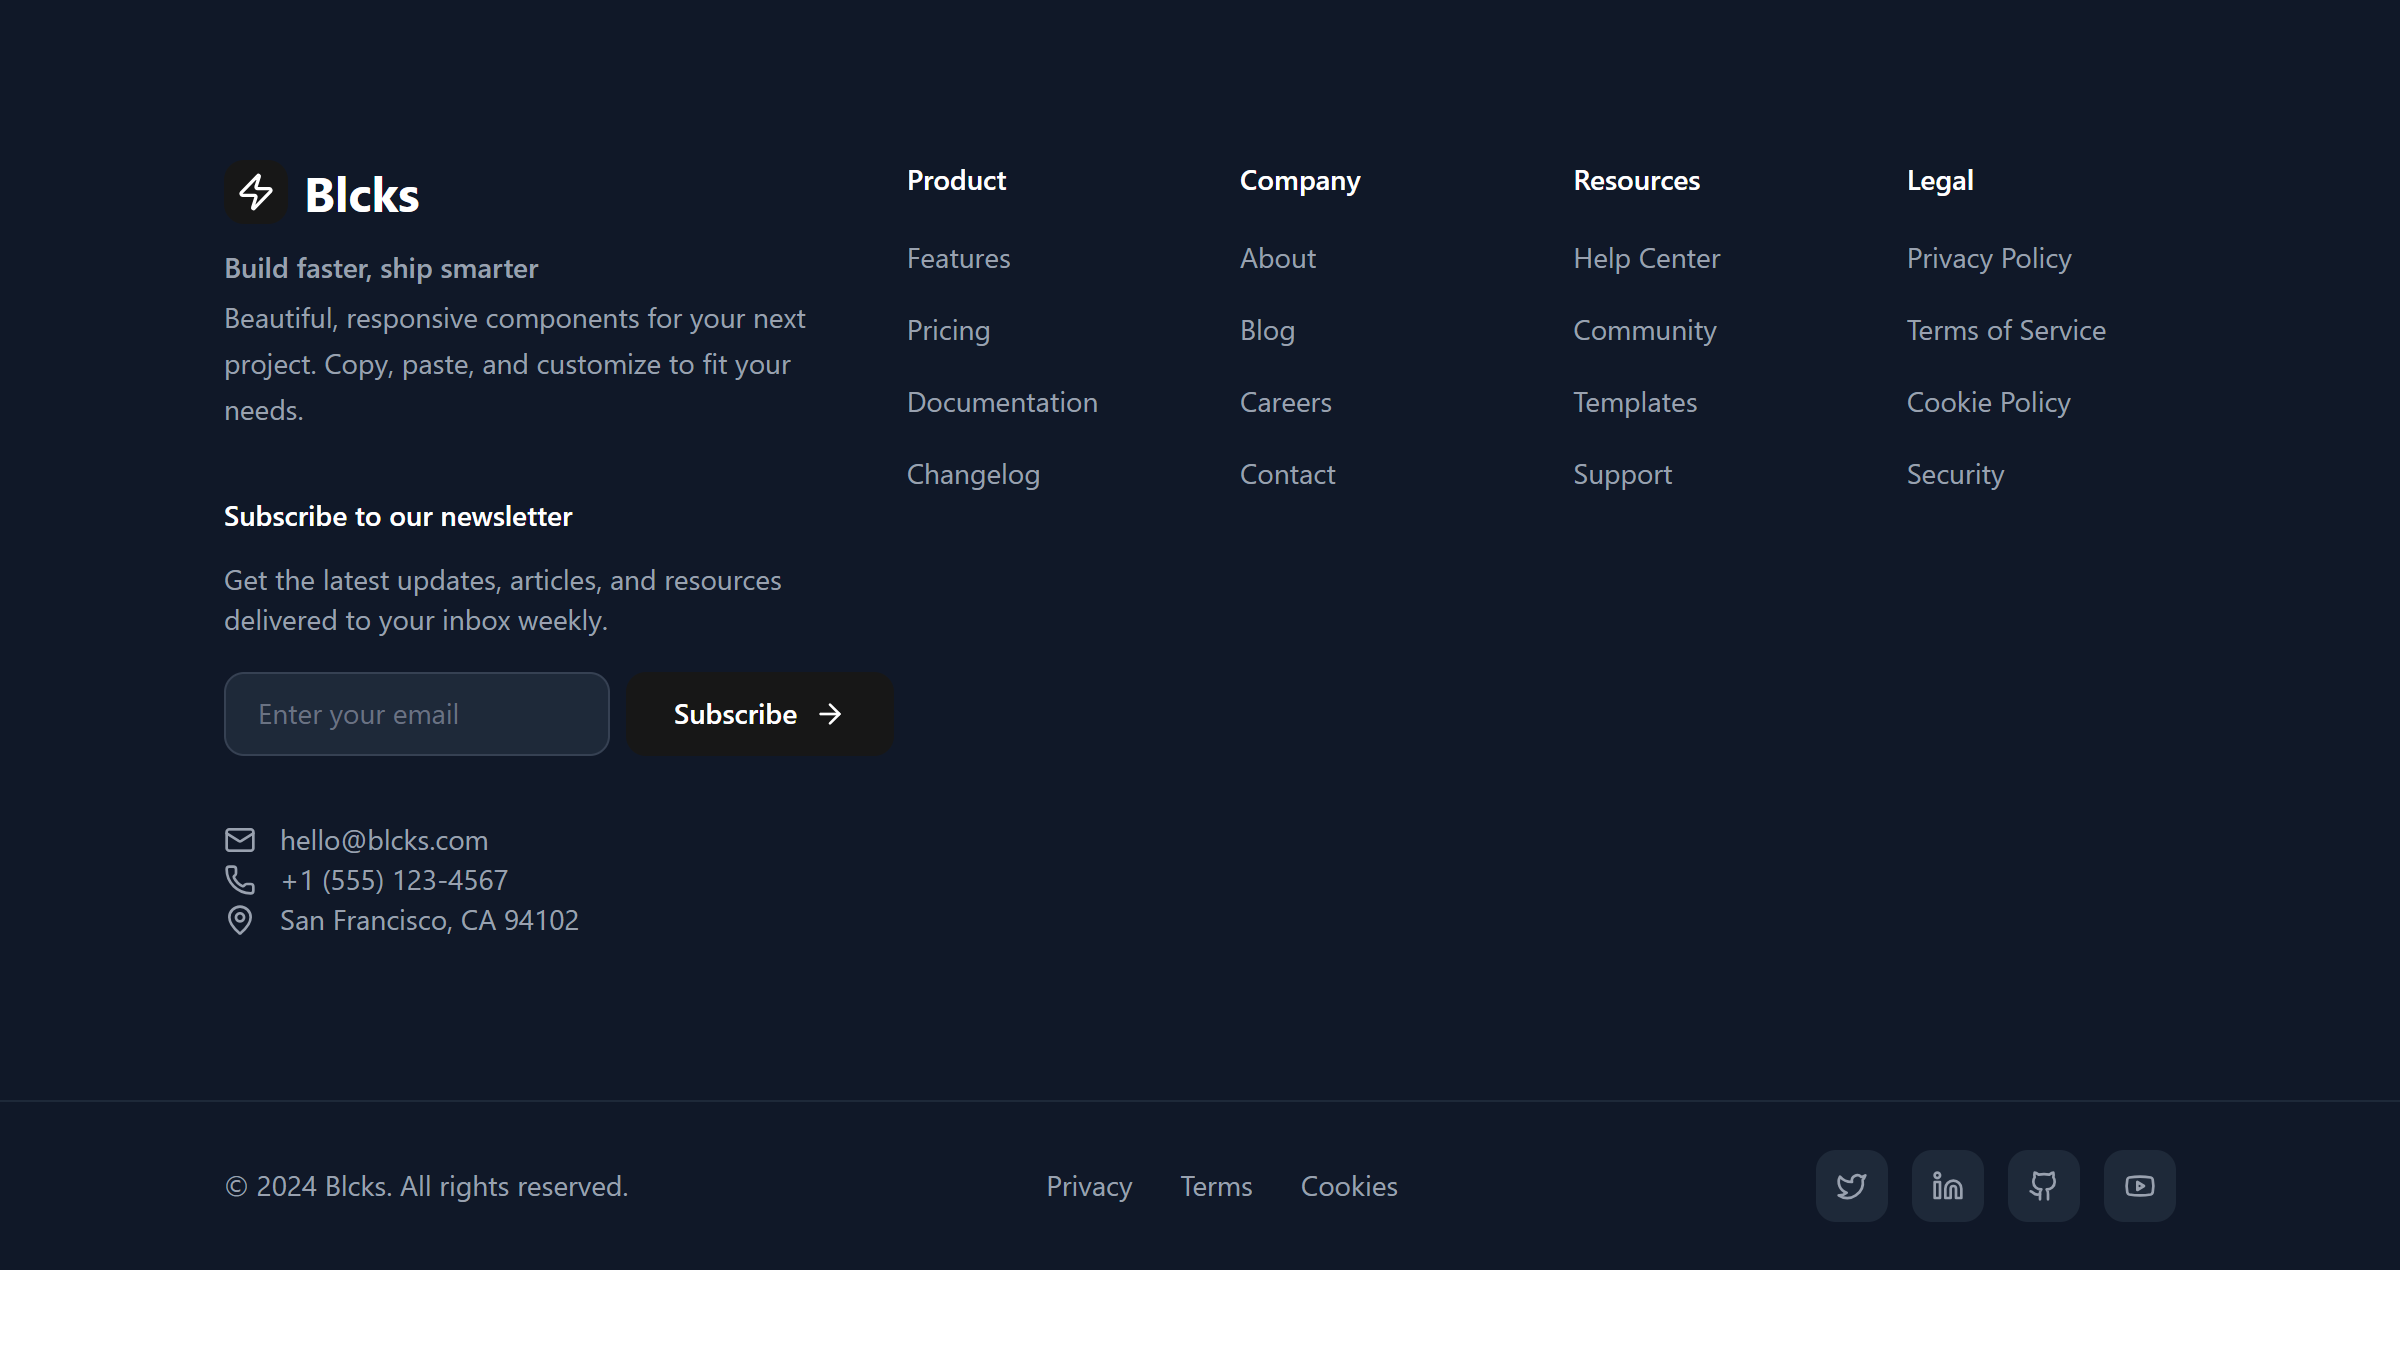 Blcks
Build faster, ship smarter
Beautiful, responsive components for your next
project. Copy, paste, and customize to fit your
needs.
Subscribe to our newsletter
Get the latest updates, articles, and resources
delivered to your inbox weekly.
Enter your email
Subscribe
hello@blcks.com
+1 (555) 123-4567
San Francisco, CA 94102
Product
Features
Pricing
Documentation
Changelog
Company
About
Blog
Careers
Contact
Resources
Help Center
Community
Templates
Support
Legal
Privacy Policy
Terms of Service
Cookie Policy
Security
© 2024 Blcks. All rights reserved.
Privacy
Terms
Cookies